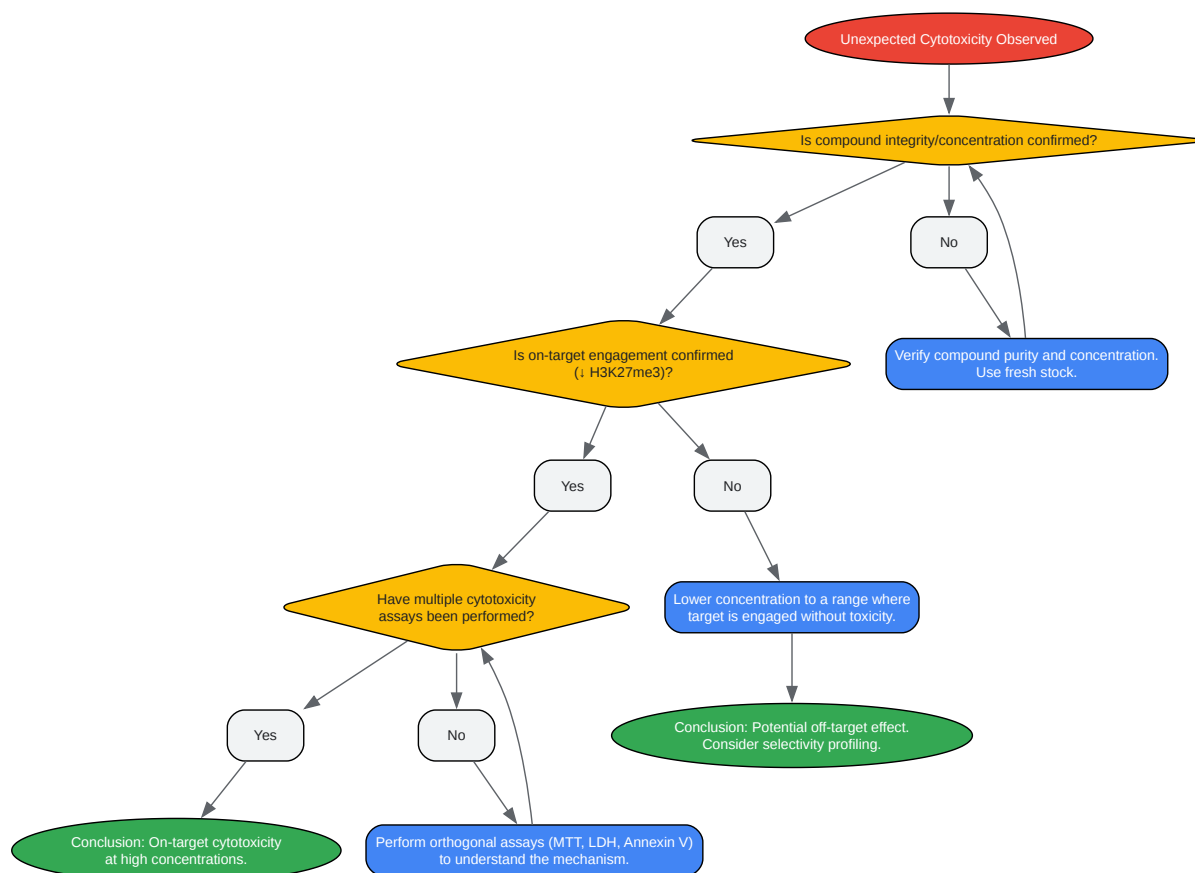 Unexpected Cytotoxicity Observed
Is compound integrity/concentration confirmed?
Yes
No
Is on-target engagement confirmed
(↓ H3K27me3)?
Verify compound purity and concentration.
Use fresh stock.
Yes
No
Have multiple cytotoxicity
assays been performed?
Lower concentration to a range where
target is engaged without toxicity.
Yes
No
Conclusion: Potential off-target effect.
Consider selectivity profiling.
Conclusion: On-target cytotoxicity
at high concentrations.
Perform orthogonal assays (MTT, LDH, Annexin V)
to understand the mechanism.